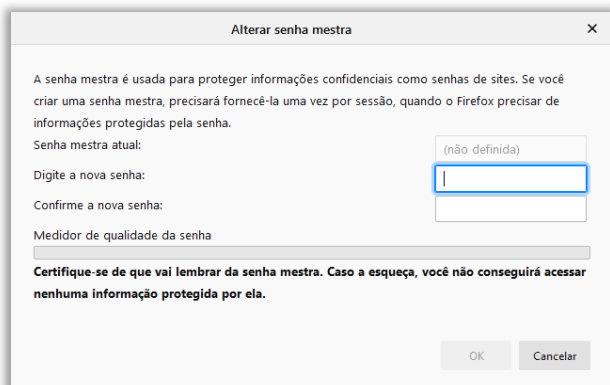 Alterar senha mestra
A senha mestra é usada para proteger informações confidenciais como senhas de sites. Se você
criar uma senha mestra, precisará fornecê-la uma vez por sessão, quando o Firefox precisar de
informações protegidas pela senha.
Senha mestra atual:
(não definida)
Digite a nova senha:
Confirme a nova senha:
Medidor de qualidade da senha
Certifique-se de que vai lembrar da senha mestra. Caso a esqueça, você não conseguirá acessar
nenhuma informação protegida por ela.
OK
Cancelar